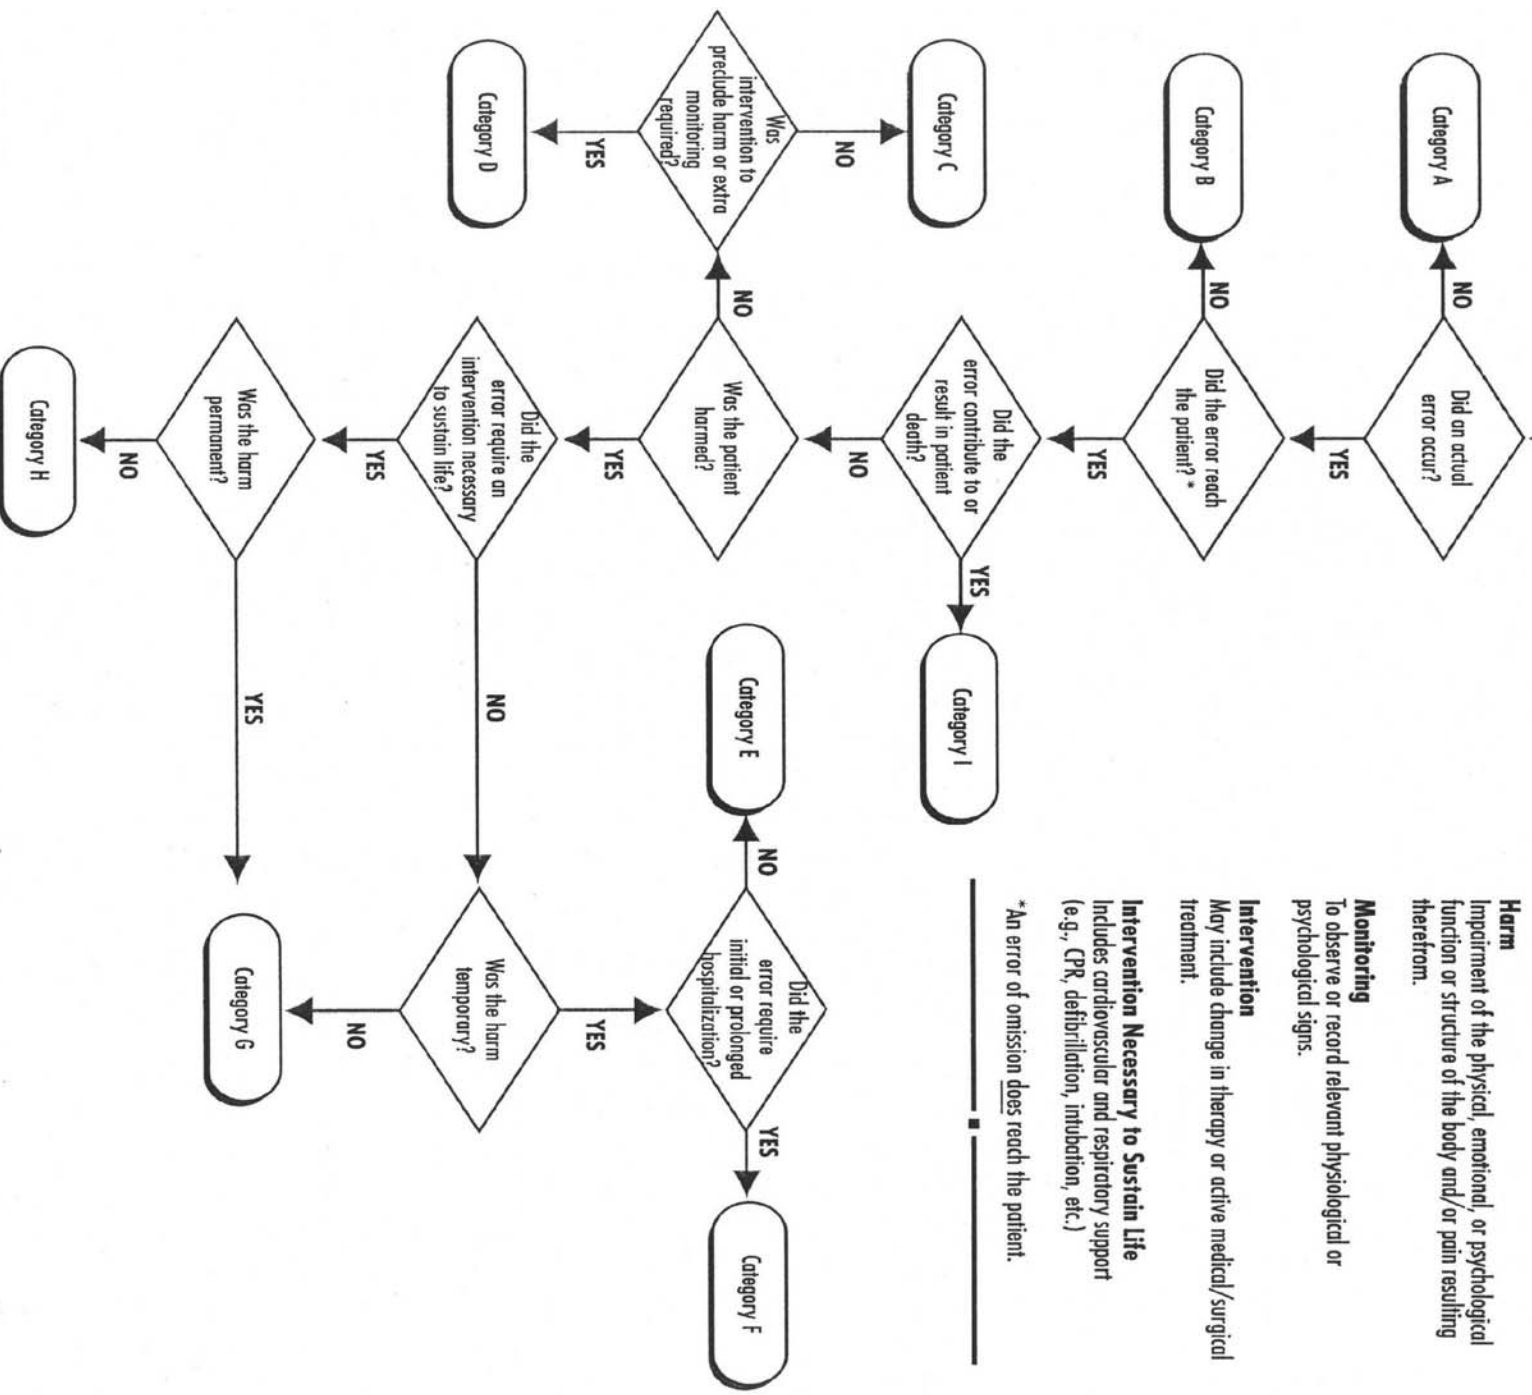 Did an actual
error occur?
NO
Category A
YES
Did the error reach
the patient?*
NO
Category B
YES
Did the
error contribute to or
result in patient
death?
YES
Category I
NO
Was the patient
harmed?
NO
Was
intervention to
preclude harm or extra
monitoring
required?
NO
Category C
YES
Category D
YES
Did the
error require an
intervention necessary
to sustain life?
NO
Was the harm
temporary?
YES
Did the
error require
initial or prolonged
hospitalization?
NO
Category E
YES
Category F
NO
Category G
YES
Was the harm
permanent?
YES
NO
Category H
Harm
Impairment of the physical, emotional, or psychological
function or structure of the body and/or pain resulting
therefrom.
Monitoring
To observe or record relevant physiological or
psychological signs.
Intervention
May include change in therapy or active medical/surgical
treatment.
Intervention Necessary to Sustain Life
Includes cardiovascular and respiratory support
(e.g., CPR, defibrillation, intubation, etc.)
*An error of omission does reach the patient.